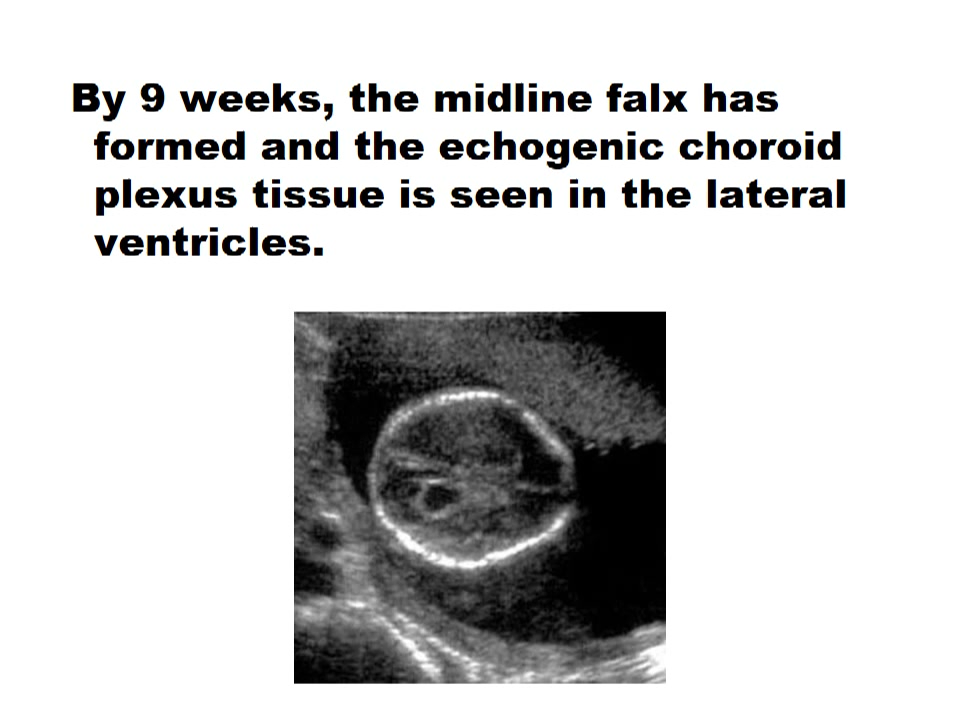 By 9 weeks, the midline falx has
formed and the echogenic choroid
plexus tissue is seen in the lateral
ventricles.